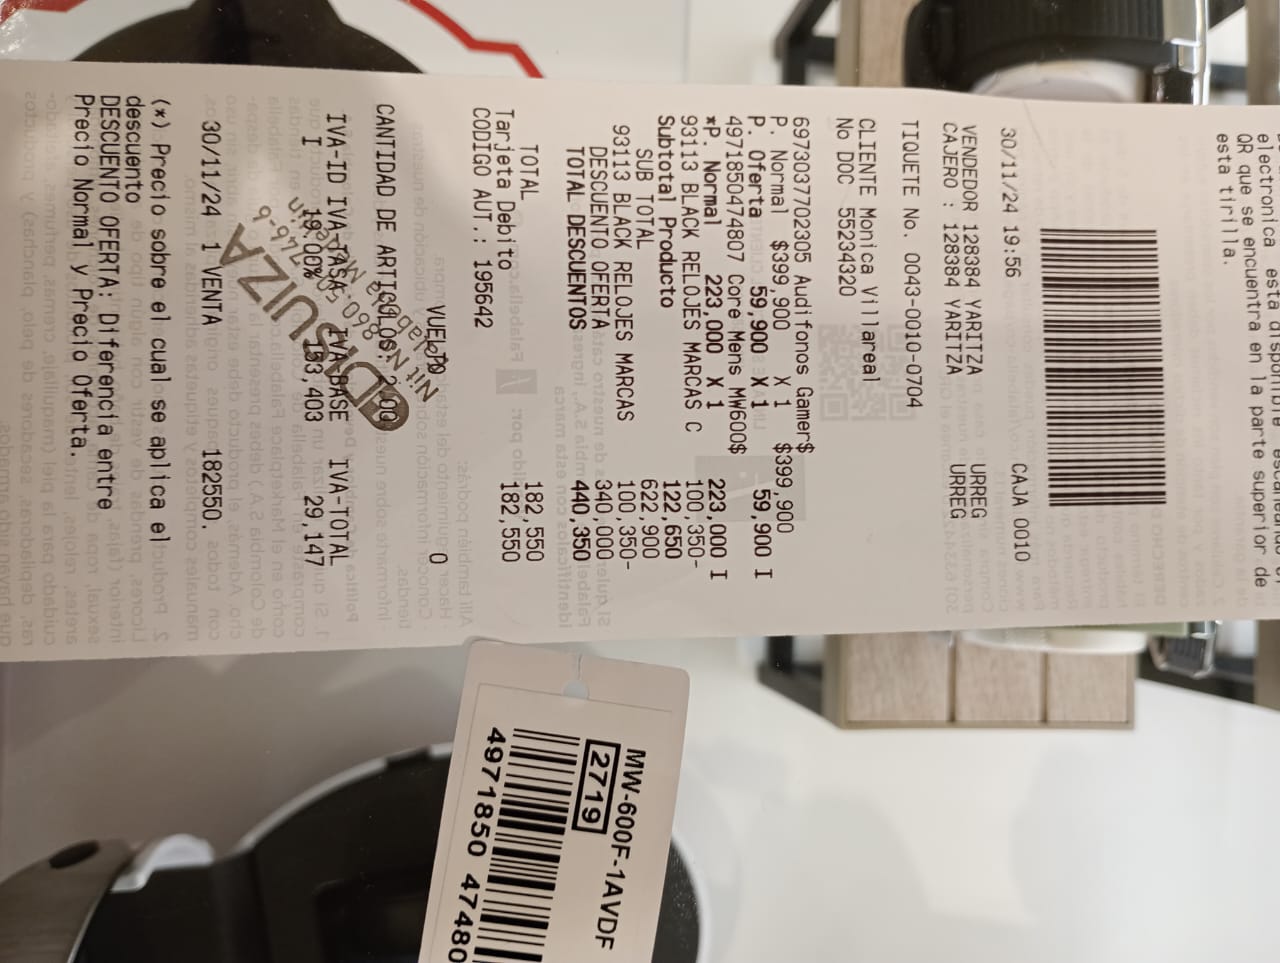 electronica esta disponible escaneando el
QR que se encuentra en la parte superior de
esta tirilla.
30/11/24 19:56 CAJA 0010
VENDEDOR 128384 YARITZA URREG
CAJERO : 128384 YARITZA URREG
TIQUETE No. 0043-0010-0704
CLIENTE Monica Villareal
No DOC 55234320
6973037702305 Audifonos Gamer$
P. Normal $399,900 X 1 $399,900
P. Oferta 59,900 X 1 59,900 I
4971850474807 Core Mens MW600$
*P. Normal 223,000 X 1 223,000 I
93113 BLACK RELOJES MARCAS C 100,350-
Subtotal Producto 122,650
SUB TOTAL 622,900
93113 BLACK RELOJES MARCAS 100,350-
DESCUENTO OFERTA 340,000
TOTAL DESCUENTOS 440,350
TOTAL 182,550
Tarjeta Debito 182,550
CODIGO AUT.: 195642
VUELTO 0
CANTIDAD DE ARTICULOS: 2.00
IVA-ID IVA-TASA IVA-BASE IVA-TOTAL
I 19.00% 153,403 29,147
30/11/24 1 VENTA 182550.
(*) Precio sobre el cual se aplica el
descuento
DESCUENTO OFERTA: Diferencia entre
Precio Normal y Precio Oferta.
DISUIZA
MW-600F-1AVDF
2719
4971850 47480